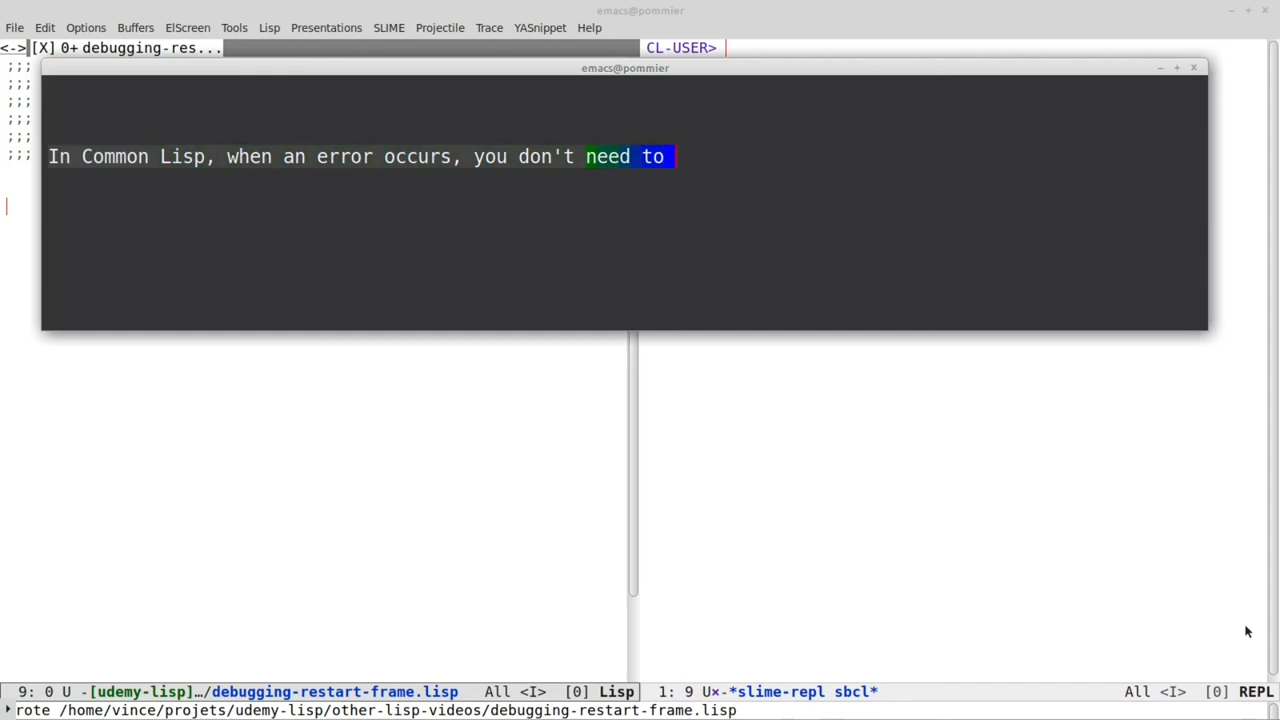 emacs@pommier
File Edit Options Buffers ElScreen Tools Lisp Presentations SLIME Projectile Trace YASnippet Help
<->[X] 0+ debugging-res...
CL-USER>
;;;
;;;
;;;
;;;
;;;
;;;
emacs@pommier
In Common Lisp, when an error occurs, you don't need to
9: 0 U -[udemy-lisp]…/debugging-restart-frame.lisp All <I> [0] Lisp
1: 9 U×-*slime-repl sbcl* All <I> [0] REPL
rote /home/vince/projets/udemy-lisp/other-lisp-videos/debugging-restart-frame.lisp